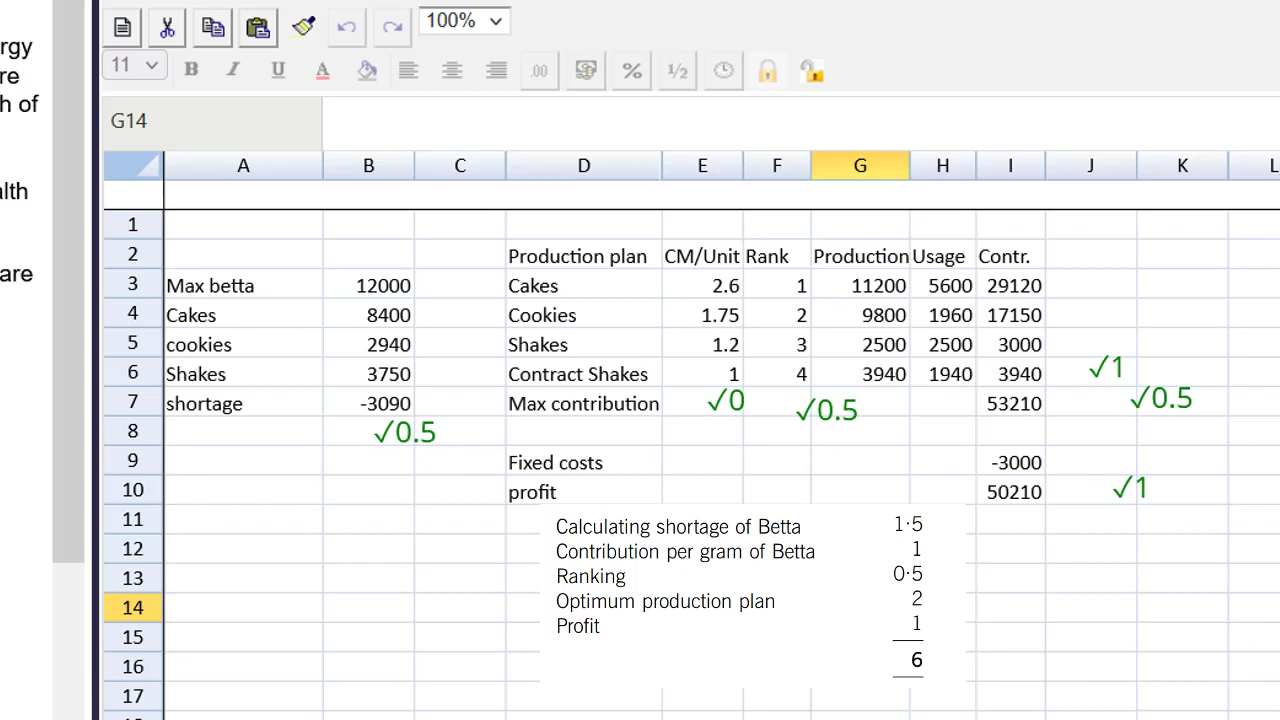 100%
rgy
11 B I U A .00 % 1/2
re
h of
G14
A B C D E F G H I J K L
alth
1
2 Production plan CM/Unit Rank Production Usage Contr.
are
3 Max betta 12000 Cakes 2.6 1 11200 5600 29120
4 Cakes 8400 Cookies 1.75 2 9800 1960 17150
5 cookies 2940 Shakes 1.2 3 2500 2500 3000
6 Shakes 3750 Contract Shakes 1 4 3940 1940 3940 √1
7 shortage -3090 Max contribution √0 √0.5 53210 √0.5
8 √0.5
9 Fixed costs -3000
10 profit 50210 √1
11 Calculating shortage of Betta 1·5
12 Contribution per gram of Betta 1
13 Ranking 0·5
14 Optimum production plan 2
15 Profit 1
16 6
17